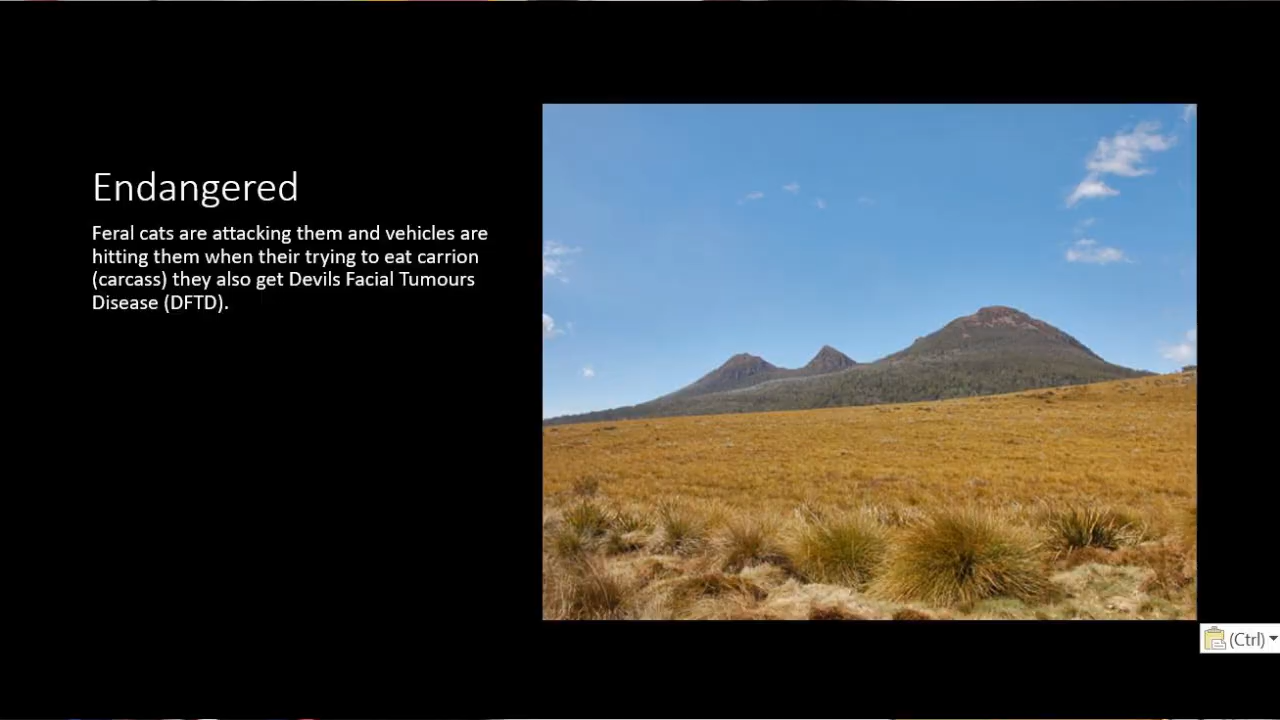 Endangered
Feral cats are attacking them and vehicles are
hitting them when their trying to eat carrion
(carcass) they also get Devils Facial Tumours
Disease (DFTD).
(Ctrl)